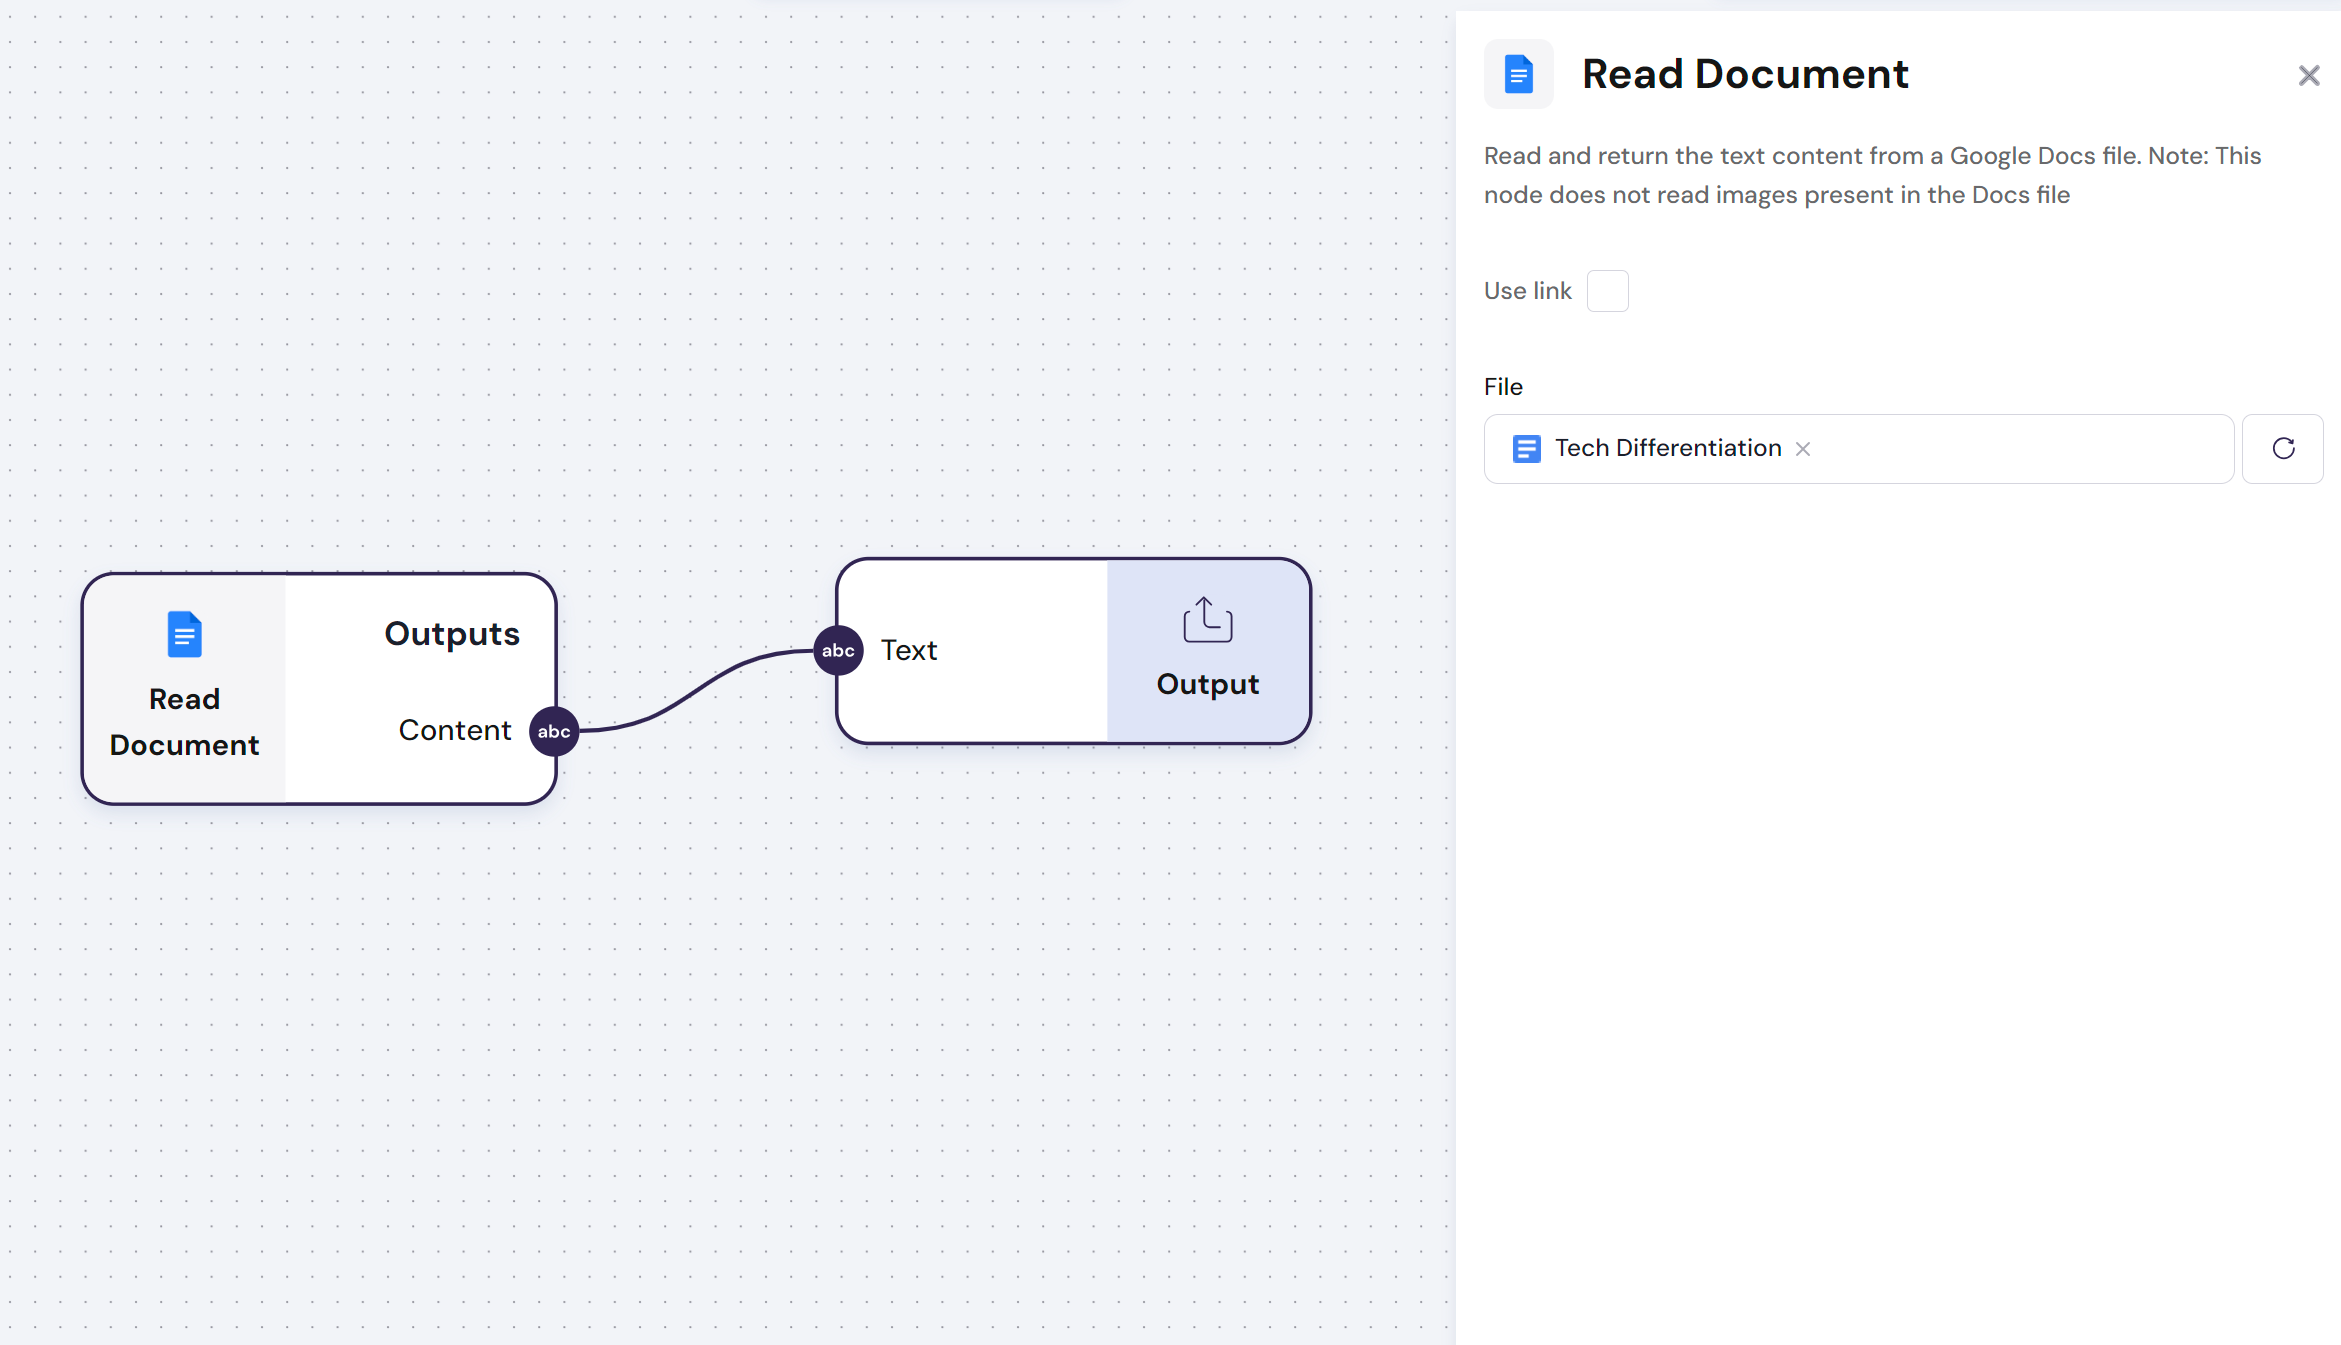 Read
Document
Outputs
Content
abc
abc
Text
Output
Read Document
Read and return the text content from a Google Docs file. Note: This
node does not read images present in the Docs file
Use link
File
Tech Differentiation